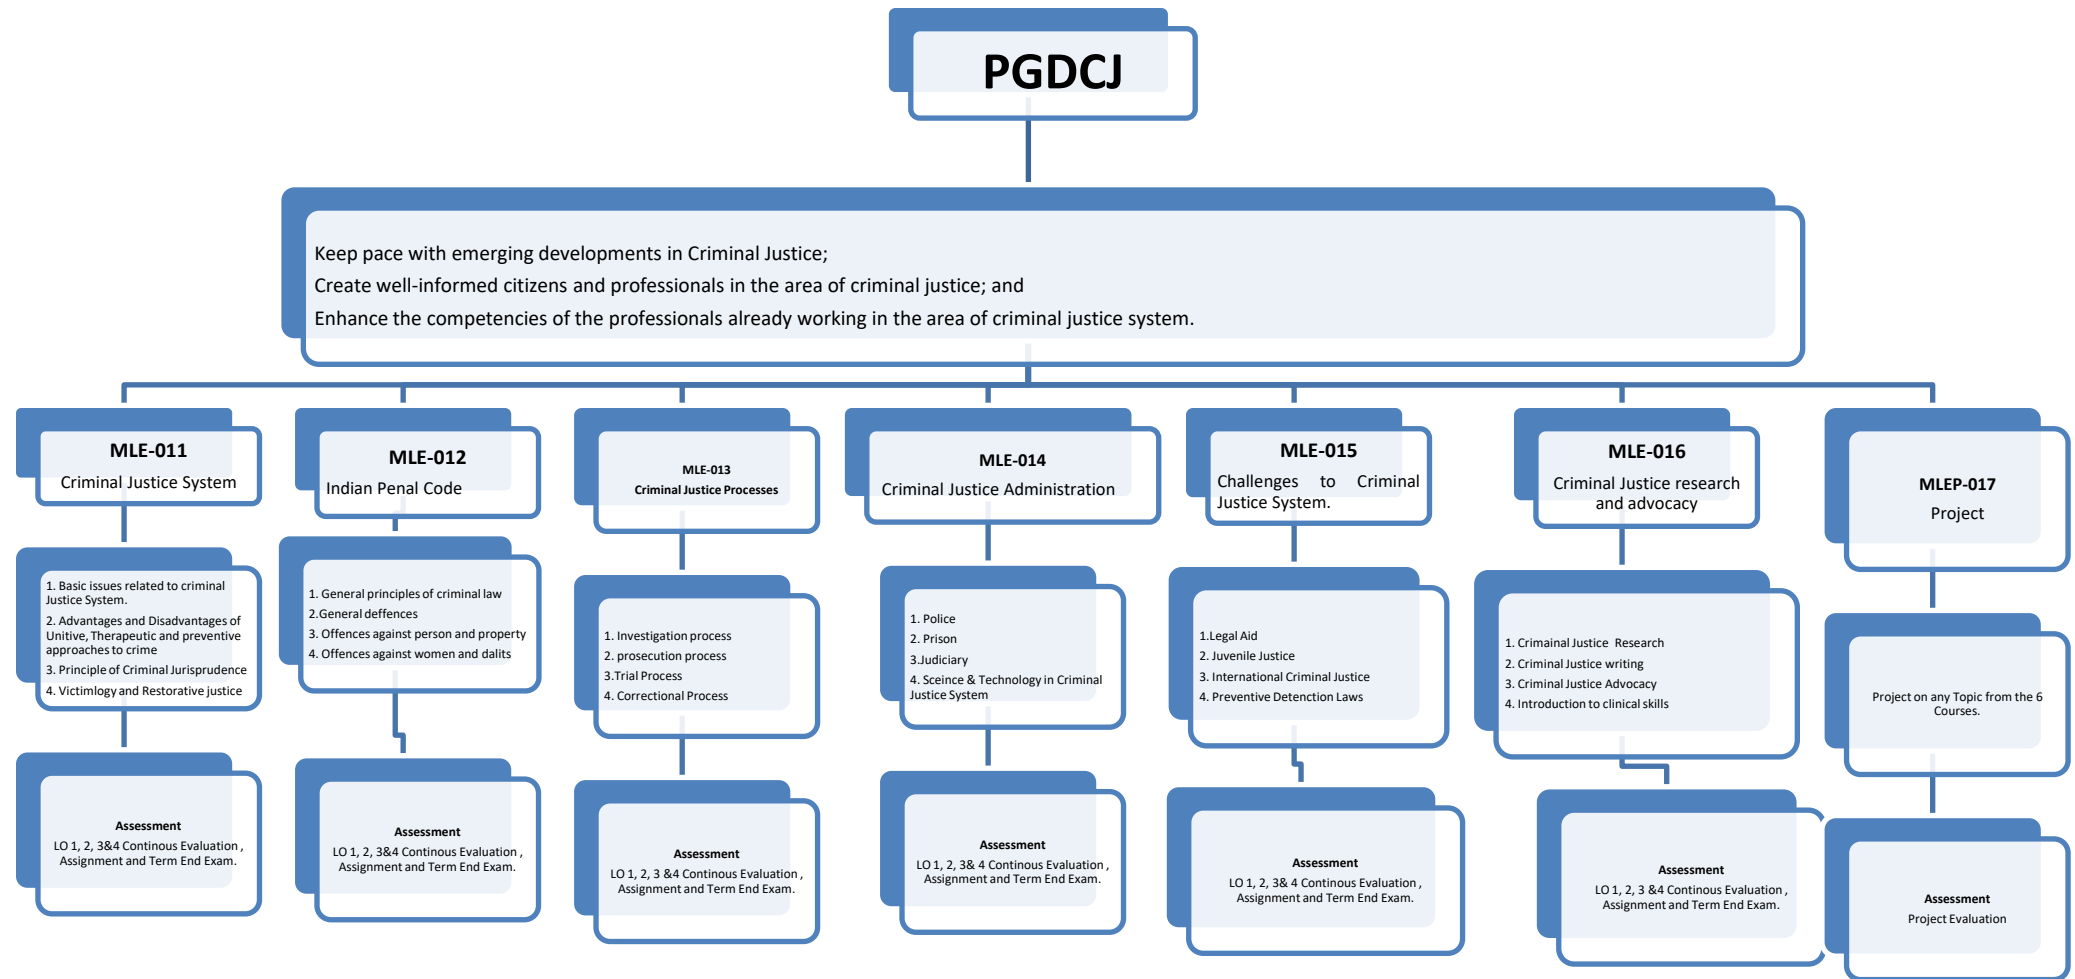 PGDCJ
Keep pace with emerging developments in Criminal Justice;
Create well-informed citizens and professionals in the area of criminal justice; and
Enhance the competencies of the professionals already working in the area of criminal justice system.
MLE-011
Criminal Justice System
1. Basic issues related to criminal
Justice System.
2. Advantages and Disadvantages of
Unitive, Therapeutic and preventive
approaches to crime
3. Principle of Criminal Jurisprudence
4. Victimlogy and Restorative justice
Assessment
LO 1, 2, 3&4 Continous Evaluation ,
Assignment and Term End Exam.
MLE-012
Indian Penal Code
1. General principles of criminal law
2.General deffences
3. Offences against person and property
4. Offences against women and dalits
Assessment
LO 1, 2, 3&4 Continous Evaluation ,
Assignment and Term End Exam.
MLE-013
Criminal Justice Processes
1. Investigation process
2. prosecution process
3.Trial Process
4. Correctional Process
Assessment
LO 1, 2, 3 &4 Continous Evaluation ,
Assignment and Term End Exam.
MLE-014
Criminal Justice Administration
1. Police
2. Prison
3.Judiciary
4. Sceince & Technology in Criminal
Justice System
Assessment
LO 1, 2, 3& 4 Continous Evaluation ,
Assignment and Term End Exam.
MLE-015
Challenges to Criminal
Justice System.
1.Legal Aid
2. Juvenile Justice
3. International Criminal Justice
4. Preventive Detenction Laws
Assessment
LO 1, 2, 3& 4 Continous Evaluation ,
Assignment and Term End Exam.
MLE-016
Criminal Justice research
and advocacy
1. Crimainal Justice Research
2. Criminal Justice writing
3. Criminal Justice Advocacy
4. Introduction to clinical skills
Assessment
LO 1, 2, 3 &4 Continous Evaluation ,
Assignment and Term End Exam.
MLEP-017
Project
Project on any Topic from the 6
Courses.
Assessment
Project Evaluation